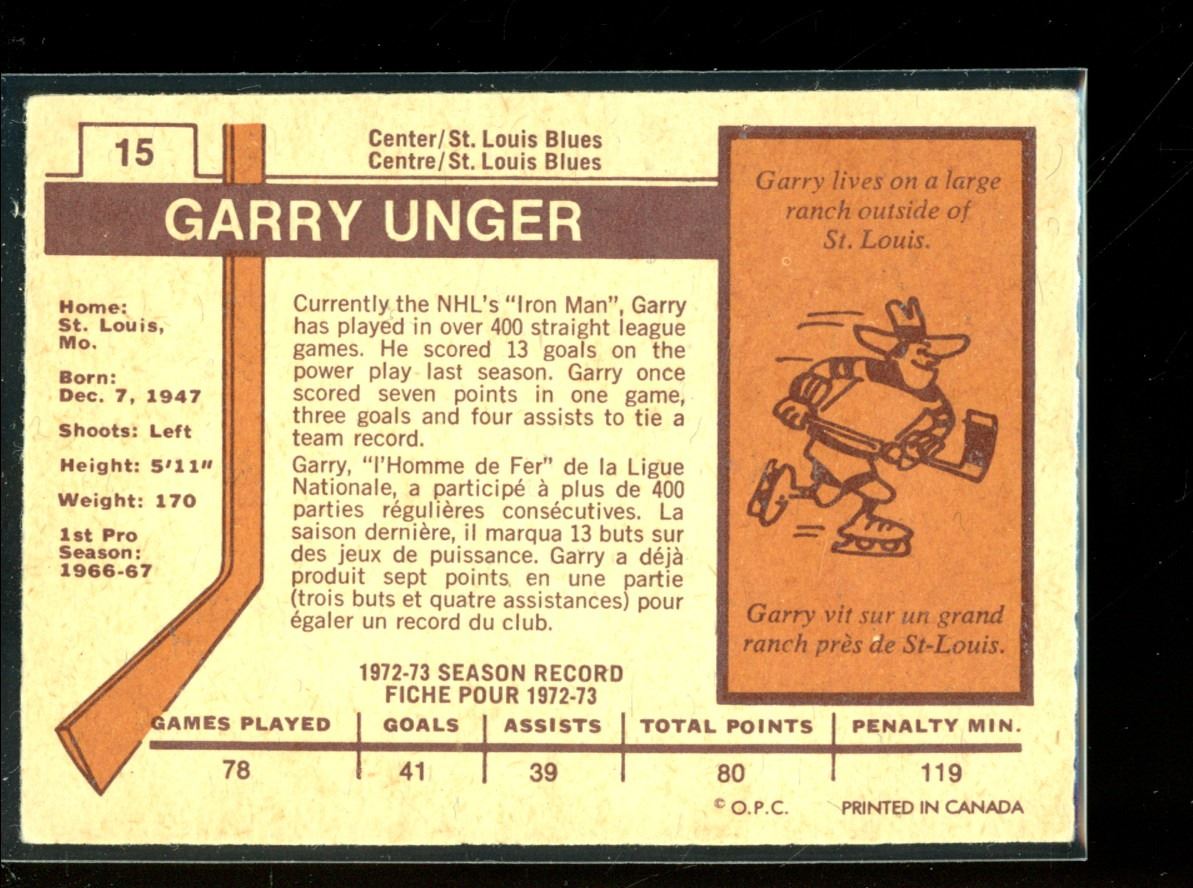 15
Center/St. Louis Blues
Centre/St. Louis Blues
GARRY UNGER
Home:
St. Louis,
Mo.
Born:
Dec. 7, 1947
Shoots: Left
Height: 5'11"
Weight: 170
1st Pro
Season:
1966-67
Currently the NHL's "Iron Man", Garry
has played in over 400 straight league
games. He scored 13 goals on the
power play last season. Garry once
scored seven points in one game,
three goals and four assists to tie a
team record.
Garry, "l'Homme de Fer" de la Ligue
Nationale, a participé à plus de 400
parties régulières consécutives. La
saison dernière, il marqua 13 buts sur
des jeux de puissance. Garry a déjà
produit sept points en une partie
(trois buts et quatre assistances) pour
égaler un record du club.
Garry lives on a large
ranch outside of
St. Louis.
Garry vit sur un grand
ranch près de St-Louis.
1972-73 SEASON RECORD
FICHE POUR 1972-73
GAMES PLAYED GOALS ASSISTS TOTAL POINTS PENALTY MIN.
78 41 39 80 119
© O.P.C. PRINTED IN CANADA